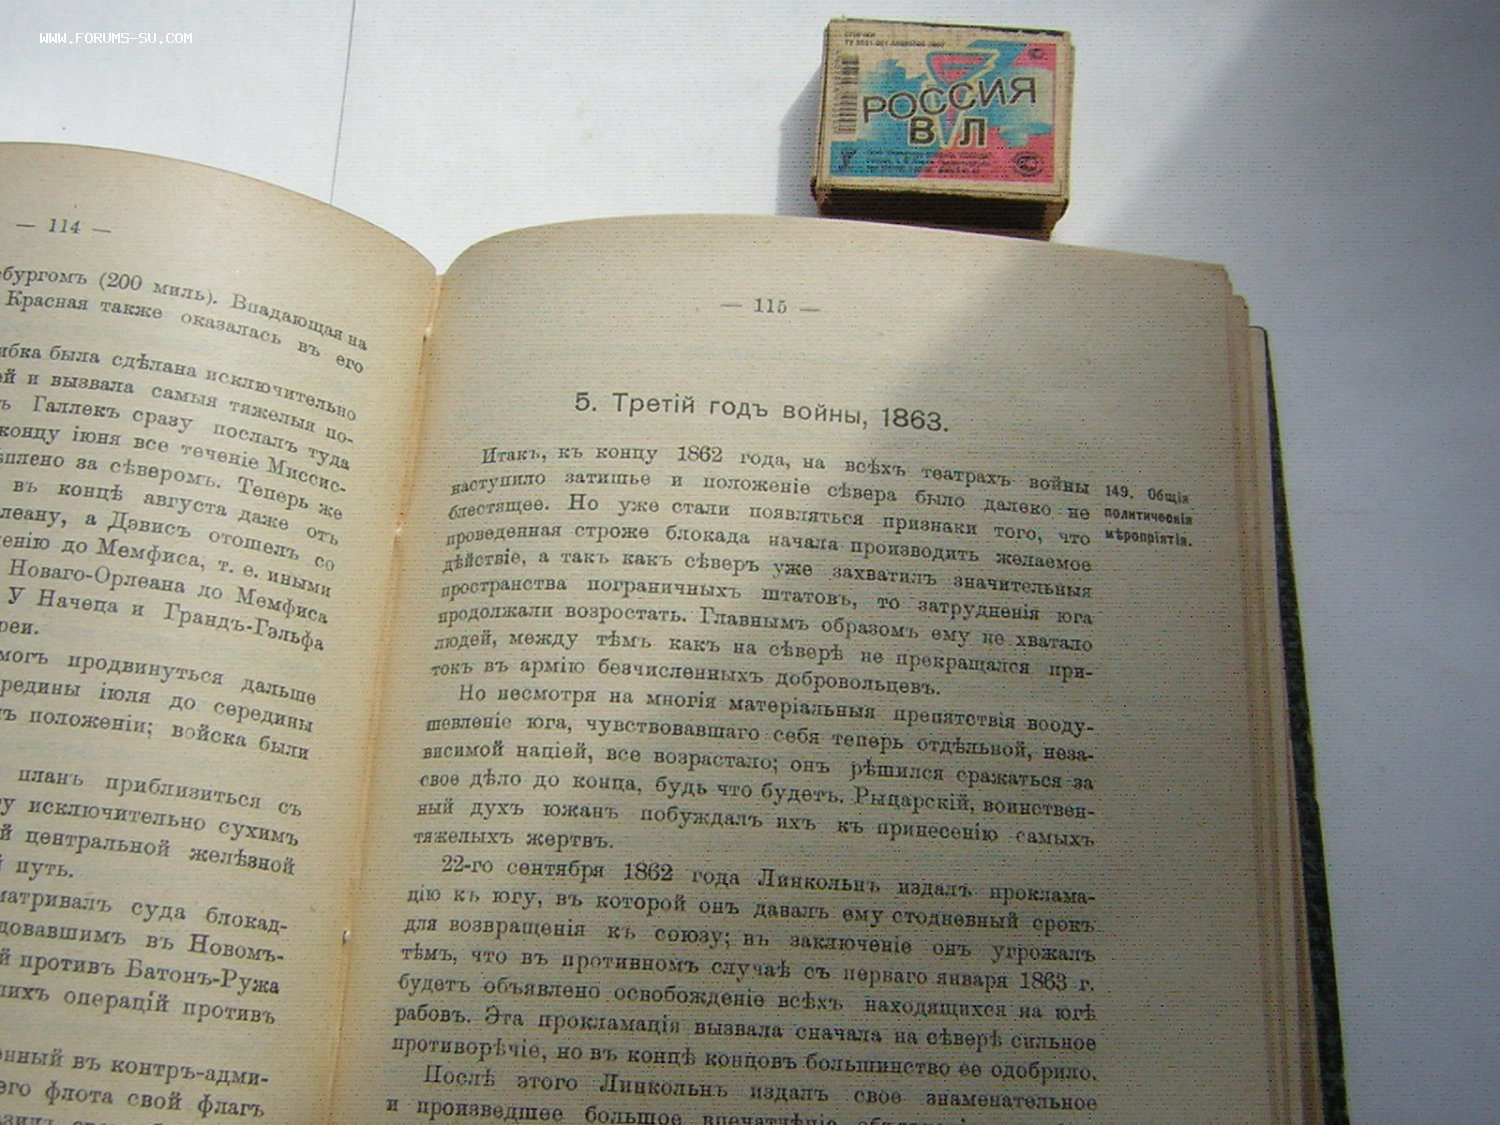 WWW.FORUMS-SU.COM
СПИЧКИ
РОССИЯ
ВЛ
— 114 —
бургомъ (200 миль). Впадающая на
Красная также оказалась въ его
ибка была сдѣлана исключительно
ей и вызвала самыя тяжелыя по-
ъ Галлекъ сразу послалъ туда
концу іюня все теченіе Миссис-
ѣплено за сѣверомъ. Теперь же
въ концѣ августа даже отъ
леану, а Дэвисъ отошелъ со
енію до Мемфиса, т. е. иными
Новаго-Орлеана до Мемфиса
У Начеца и Грандъ-Гэльфа
реи.
могъ продвинуться дальше
редины іюля до середины
ъ положеніи; войска были
планъ приблизиться съ
у исключительно сухимъ
й центральной желѣзной
й путь.
матривалъ суда блокад-
довавшимъ въ Новомъ-
й противъ Батонъ-Ружа
ихъ операцій противъ
енный въ контръ-адми-
его флота свой флагъ
— 115 —
5. Третій годъ войны, 1863.
Итакъ, къ концу 1862 года, на всѣхъ театрахъ войны
наступило затишье и положеніе сѣвера было далеко не
блестящее. Но уже стали появляться признаки того, что
проведенная строже блокада начала производить желаемое
дѣйствіе, а такъ какъ сѣверъ уже захватилъ значительныя
пространства пограничныхъ штатовъ, то затрудненія юга
продолжали возростать. Главнымъ образомъ ему не хватало
людей, между тѣмъ какъ на сѣверѣ не прекращался при-
токъ въ армію безчисленныхъ добровольцевъ.
149. Общія
политическія
мѣропріятія.
Но несмотря на многія матеріальныя препятствія вооду-
шевленіе юга, чувствовавшаго себя теперь отдѣльной, неза-
висимой націей, все возрастало; онъ рѣшился сражаться за
свое дѣло до конца, будь что будетъ. Рыцарскій, воинствен-
ный духъ южанъ побуждалъ ихъ къ принесенію самыхъ
тяжелыхъ жертвъ.
22-го сентября 1862 года Линкольнъ издалъ проклама-
цію къ югу, въ которой онъ давалъ ему стодневный срокъ
для возвращенія къ союзу; въ заключеніе онъ угрожалъ
тѣмъ, что въ противномъ случаѣ съ перваго января 1863 г.
будетъ объявлено освобожденіе всѣхъ находящихся на югѣ
рабовъ. Эта прокламація вызвала сначала на сѣверѣ сильное
противорѣчіе, но въ концѣ концовъ большинство ее одобрило.
Послѣ этого Линкольнъ издалъ свое знаменательное
и произведшее большое впечатлѣніе